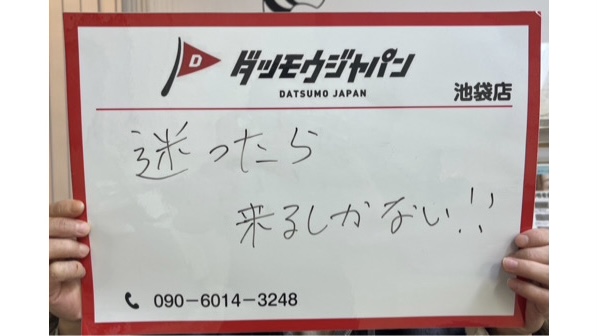 D ダツモウジャパン
DATSUMO JAPAN
池袋店
迷ったら
来るしかない!!
090-6014-3248